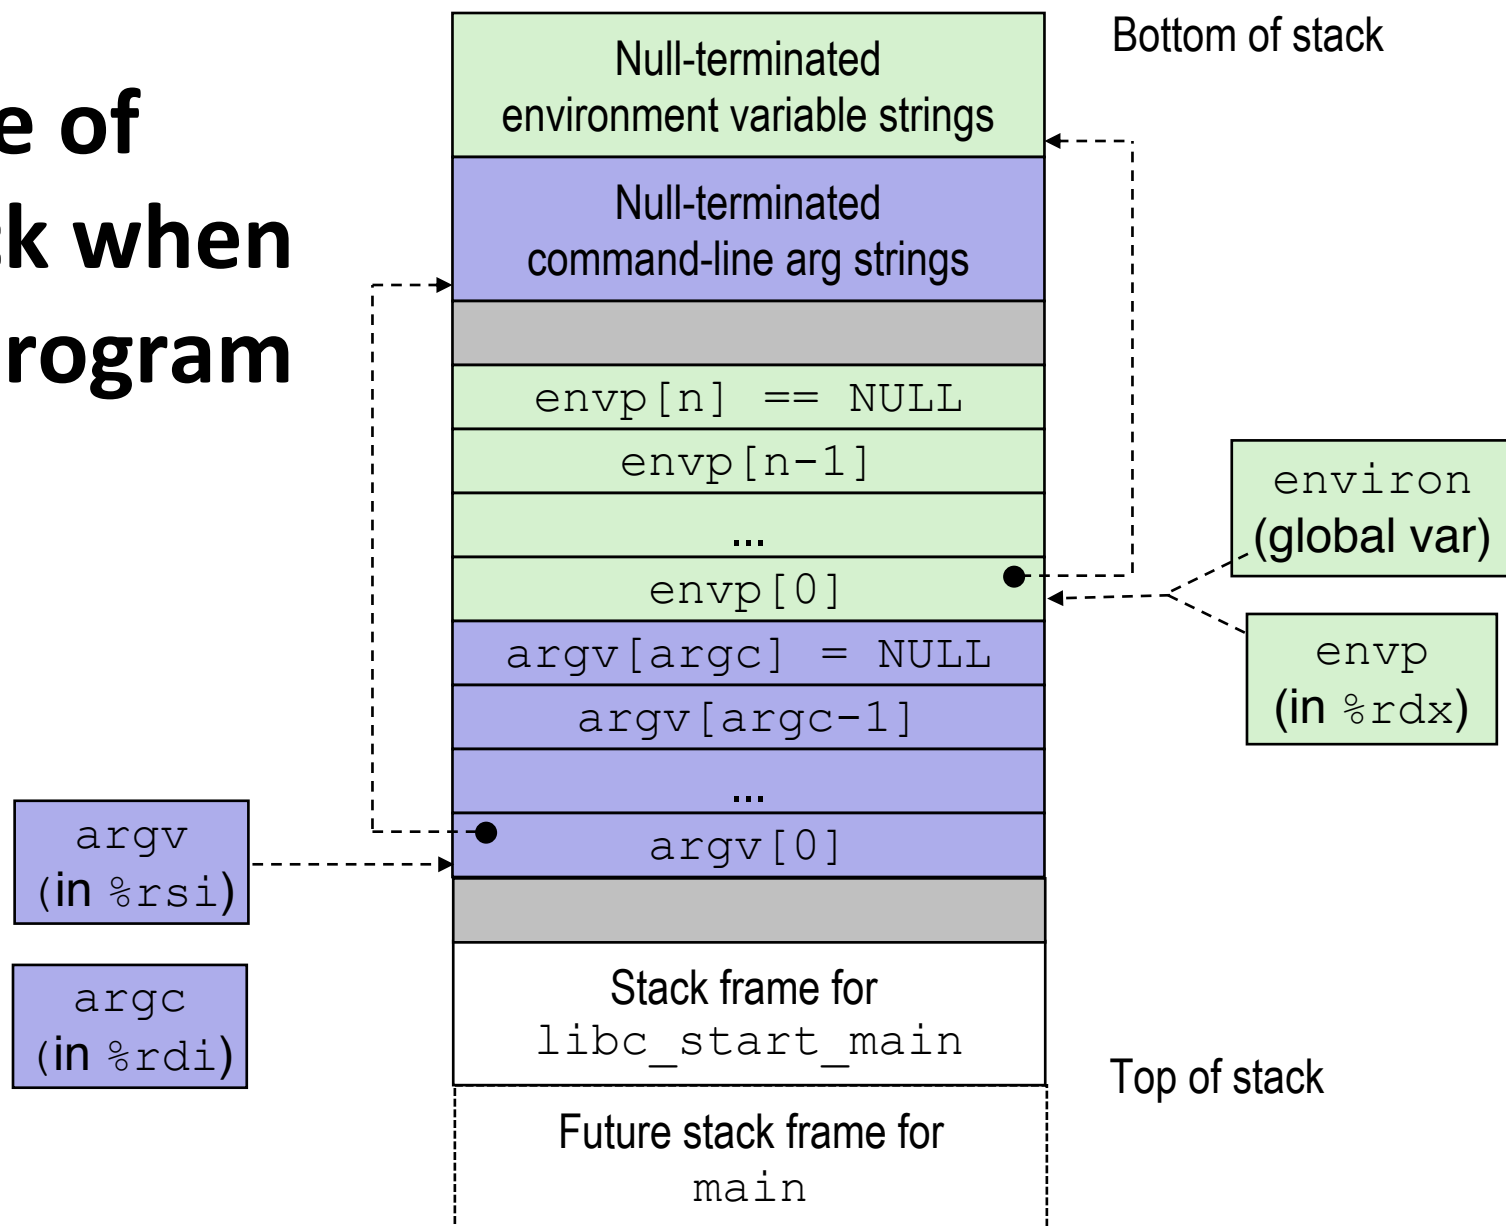 e of
ck when
rogram
Bottom of stack
Null-terminated
environment variable strings
Null-terminated
command-line arg strings
envp[n] == NULL
envp[n-1]
...
envp[0]
argv[argc] = NULL
argv[argc-1]
...
argv[0]
environ
(global var)
envp
(in %rdx)
argv
(in %rsi)
argc
(in %rdi)
Stack frame for
libc_start_main
Top of stack
Future stack frame for
main